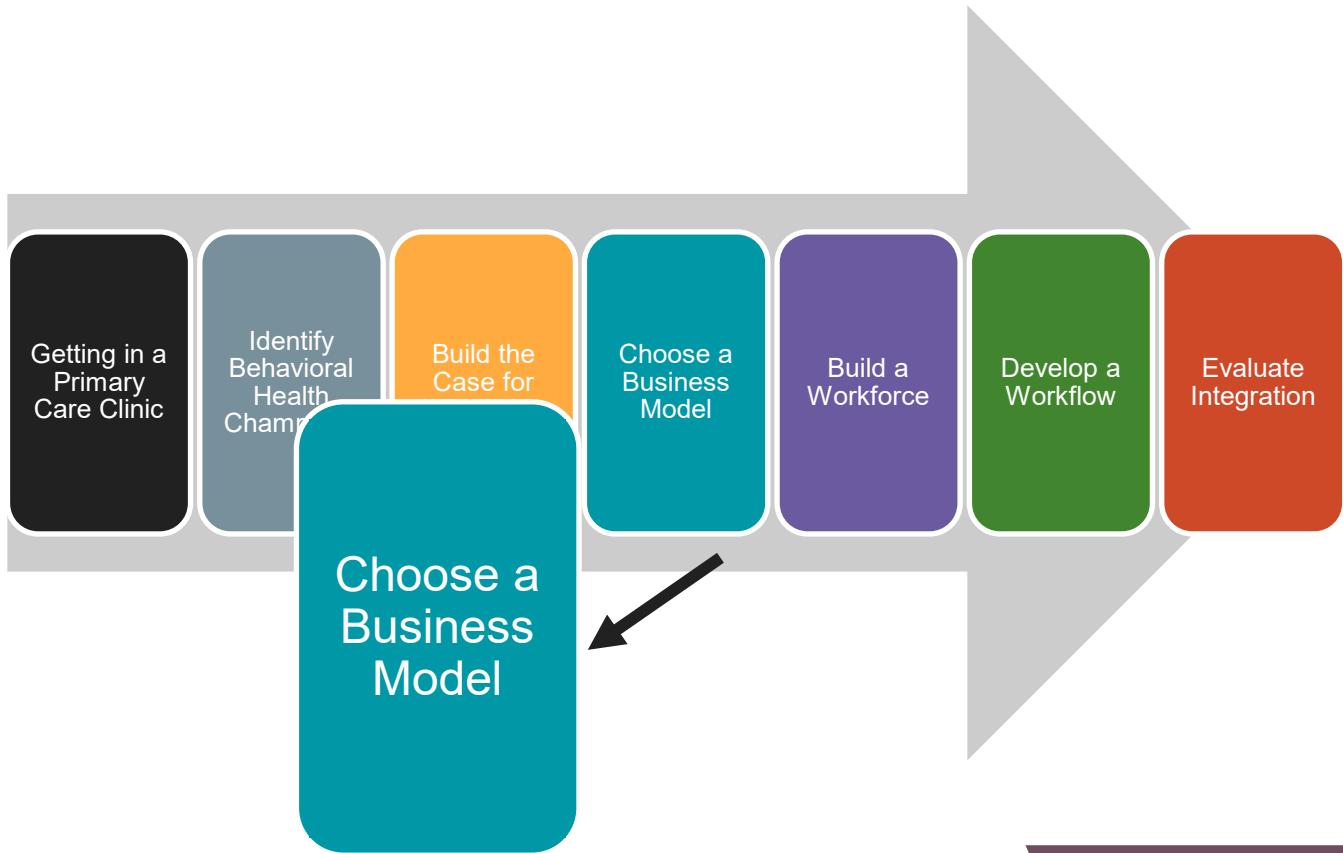 Getting in a
Primary
Care Clinic
Identify
Behavioral
Health
Build the
Case for
Choose a
Business
Model
Build a
Workforce
Develop a
Workflow
Evaluate
Integration
Choose a
Business
Model